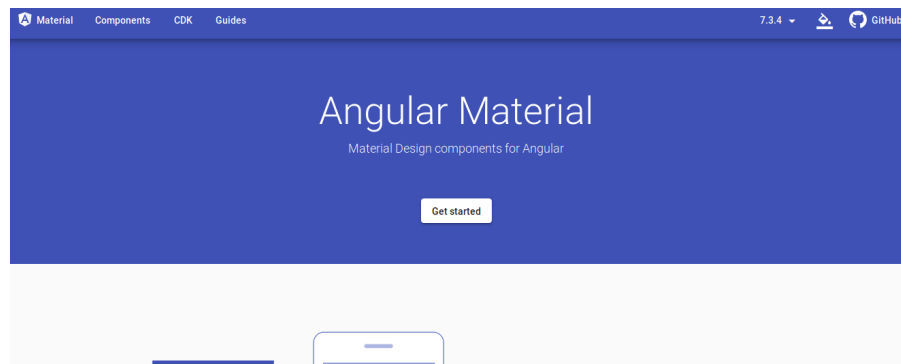 Material Components CDK Guides 7.3.4 GitHub
Angular Material
Material Design components for Angular
Get started